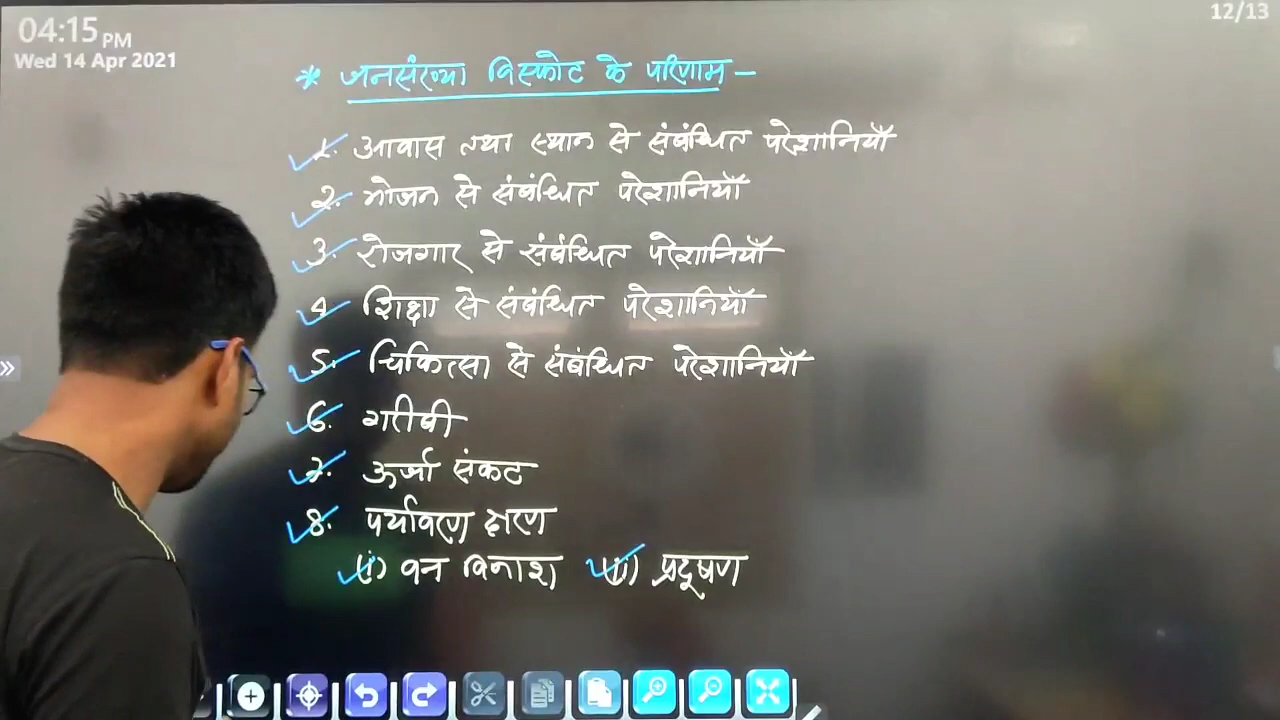 04:15 PM
12/13
Wed 14 Apr 2021
* जनसंख्या विस्फोट के परिणाम -
1. आवास तथा स्थान से संबंधित परेशानियाँ
2. भोजन से संबंधित परेशानियाँ
3. रोजगार से संबंधित परेशानियाँ
4. शिक्षा से संबंधित परेशानियाँ
5. चिकित्सा से संबंधित परेशानियाँ
6. गरीबी
7. ऊर्जा संकट
8. पर्यावरण क्षरण
(i) वन विनाश (ii) प्रदूषण